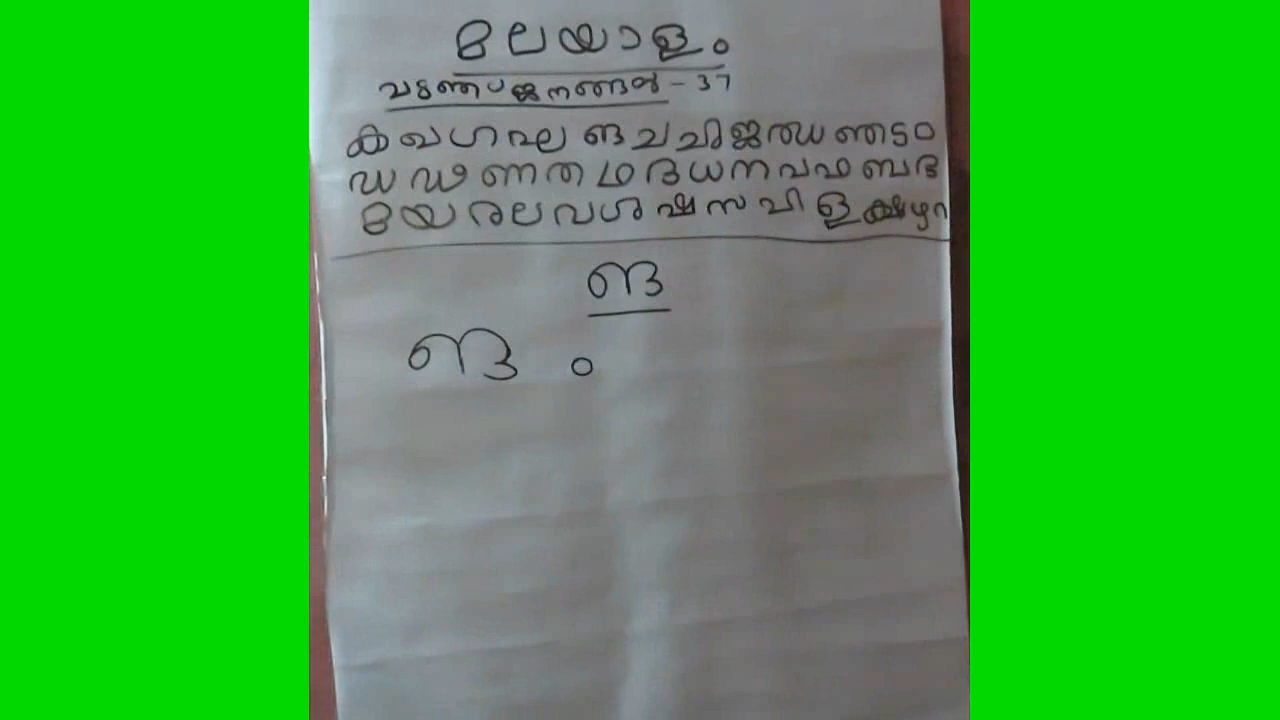 മലയാളം
വ്യഞ്ജനങ്ങൾ - 37
ക ഖ ഗ ഘ ങ ച ഛ ജ ഝ ഞ ട ഠ
ഡ ഢ ണ ത ഥ ദ ധ ന പ ഫ ബ ഭ
മ യ ര ല വ ശ ഷ സ ഹ ള ക്ഷ ഴ റ
ങ
ങ ം